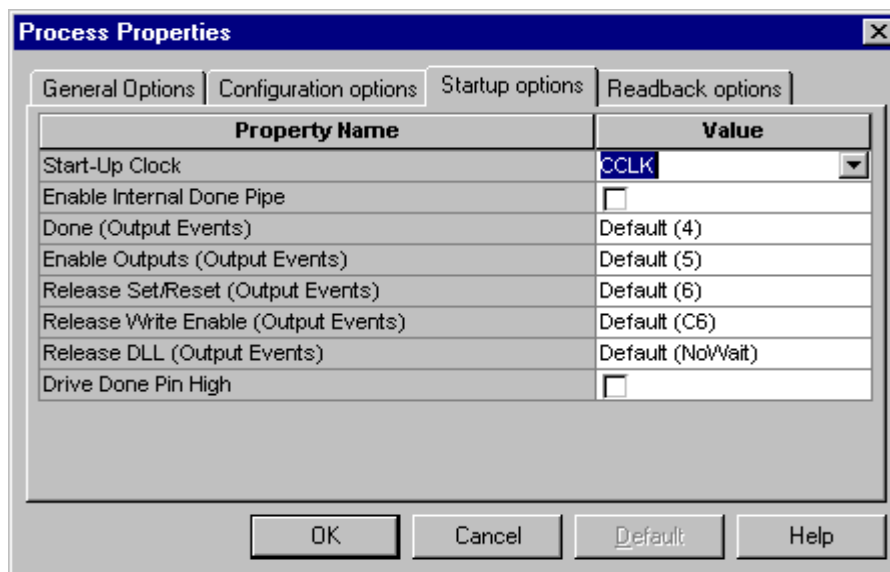 Process Properties
General Options Configuration options Startup options Readback options
Property Name Value
Start-Up Clock CCLK
Enable Internal Done Pipe
Done (Output Events) Default (4)
Enable Outputs (Output Events) Default (5)
Release Set/Reset (Output Events) Default (6)
Release Write Enable (Output Events) Default (C6)
Release DLL (Output Events) Default (NoWait)
Drive Done Pin High
OK Cancel Default Help